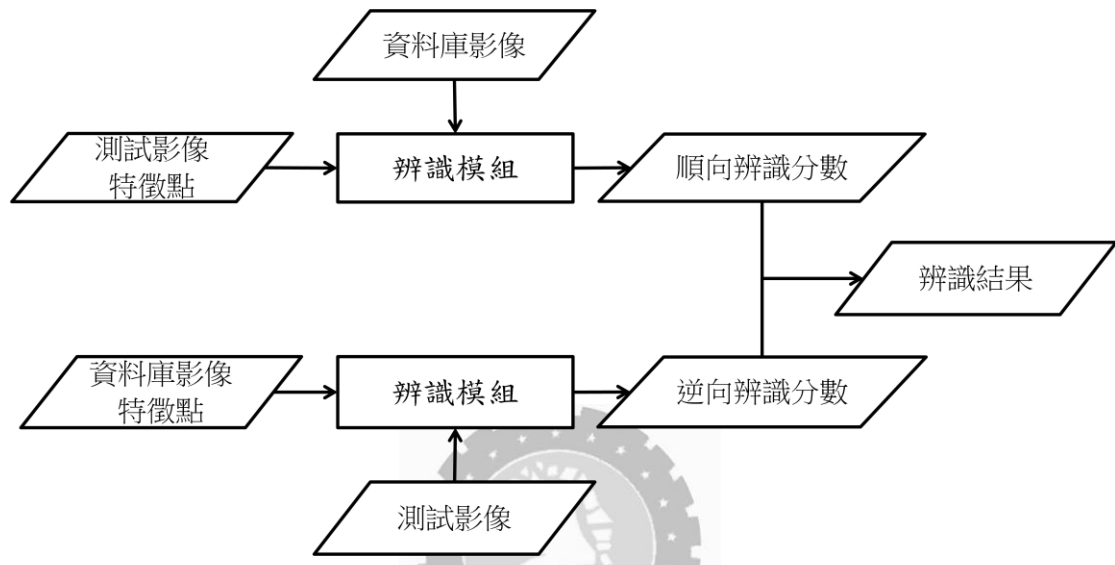 資料庫影像
測試影像
特徵點
辨識模組
順向辨識分數
辨識結果
資料庫影像
特徵點
辨識模組
逆向辨識分數
測試影像